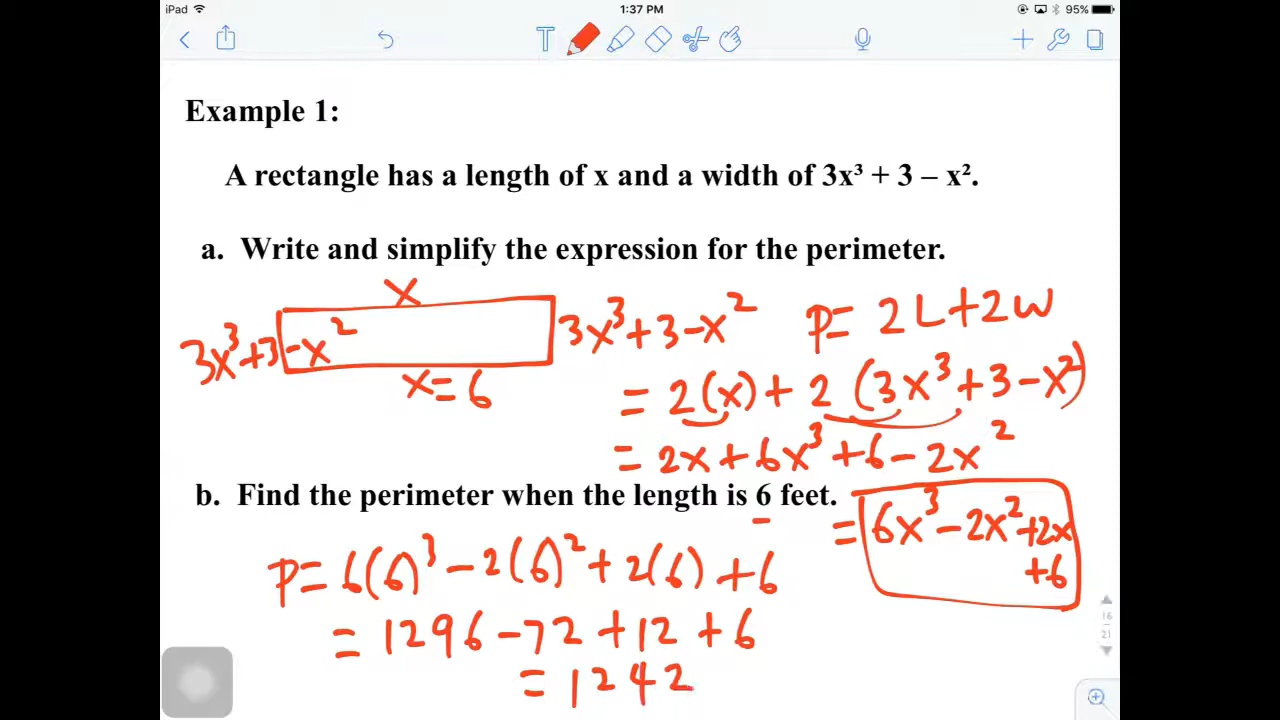 iPad 1:37 PM 95%
T
Example 1:
A rectangle has a length of x and a width of 3x³ + 3 – x².
a. Write and simplify the expression for the perimeter.
x
3x³+3-x² 3x³+3-x² P= 2L+2W
x=6 = 2(x)+2(3x³+3-x²)
= 2x+6x³+6-2x²
b. Find the perimeter when the length is 6 feet.
= 6x³-2x²+2x
+6
P= 6(6)³-2(6)²+2(6)+6
= 1296-72+12+6
= 1242
16
21